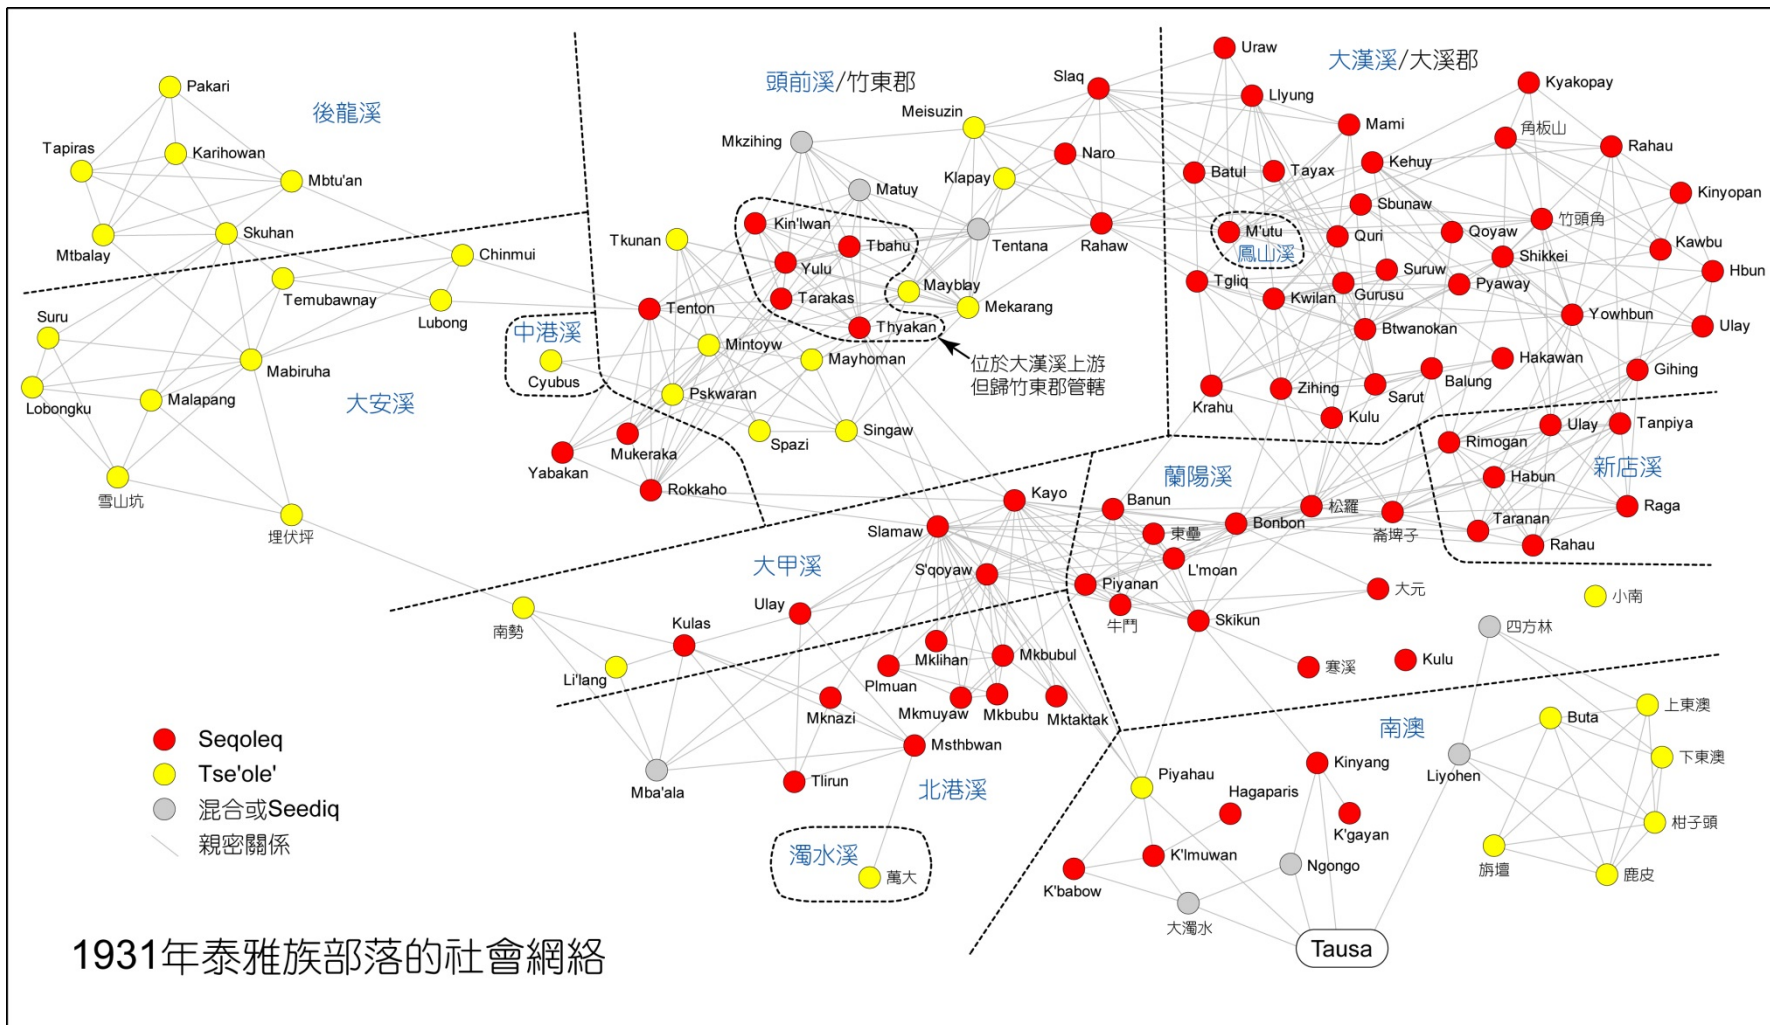 Uraw
大漢溪/大溪郡
頭前溪/竹東郡
Slaq
Kyakopay
Pakari
後龍溪
Llyung
Meisuzin
Mami
角板山
Rahau
Tapiras
Karihowan
Mkzihing
Naro
Kehuy
Mbtu'an
Klapay
Batul
Tayax
Kinyopan
Matuy
Sbunaw
竹頭角
Kin'lwan
M'utu
Quri
Qoyaw
Skuhan
Tkunan
Tbahu
Tentana
Rahaw
鳳山溪
Kawbu
Mtbalay
Chinmui
Yulu
Suruw
Shikkei
Hbun
Temubawnay
Mayblay
Tgliq
Kwilan
Gurusu
Pyaway
Tarakas
Mekarang
Lubong
Tenton
Yowhbun
Suru
中港溪
Thyakan
Btwanokan
Ulay
Mintoyw
Mayhoman
位於大漢溪上游
但歸竹東郡管轄
Mabiruha
Cyubus
Hakawan
Gihing
Lobongku
Malapang
大安溪
Pskwaran
Krahu
Zihing
Sarut
Balung
Kulu
Spazi
Singaw
Rimogan
Ulay
Tanpiya
Mukeraka
Yabakan
蘭陽溪
新店溪
雪山坑
Rokkaho
Kayo
Banun
松羅
Habun
Raga
埋伏坪
Slamaw
東壘
Bonbon
崙埤子
Taranan
Rahau
大甲溪
S'qoyaw
L'moan
Piyanan
大元
小南
南勢
Ulay
牛鬥
Skikun
四方林
Kulas
Mklihan
Mkbubul
寒溪
Kulu
Li'lang
Plmuan
Mknazi
Mkmuyaw
Mkbubu
Mktaktak
上東澳
Buta
南澳
Seqoleq
Msthbwan
下東澳
Tse'ole'
Mba'ala
Tlirun
北港溪
Piyahau
Kinyang
Liyohen
Hagaparis
混合或Seediq
K'gayan
柑子頭
親密關係
濁水溪
K'lmuwan
Ngongo
萬大
K'babow
鹿皮
大濁水
1931年泰雅族部落的社會網絡
Tausa